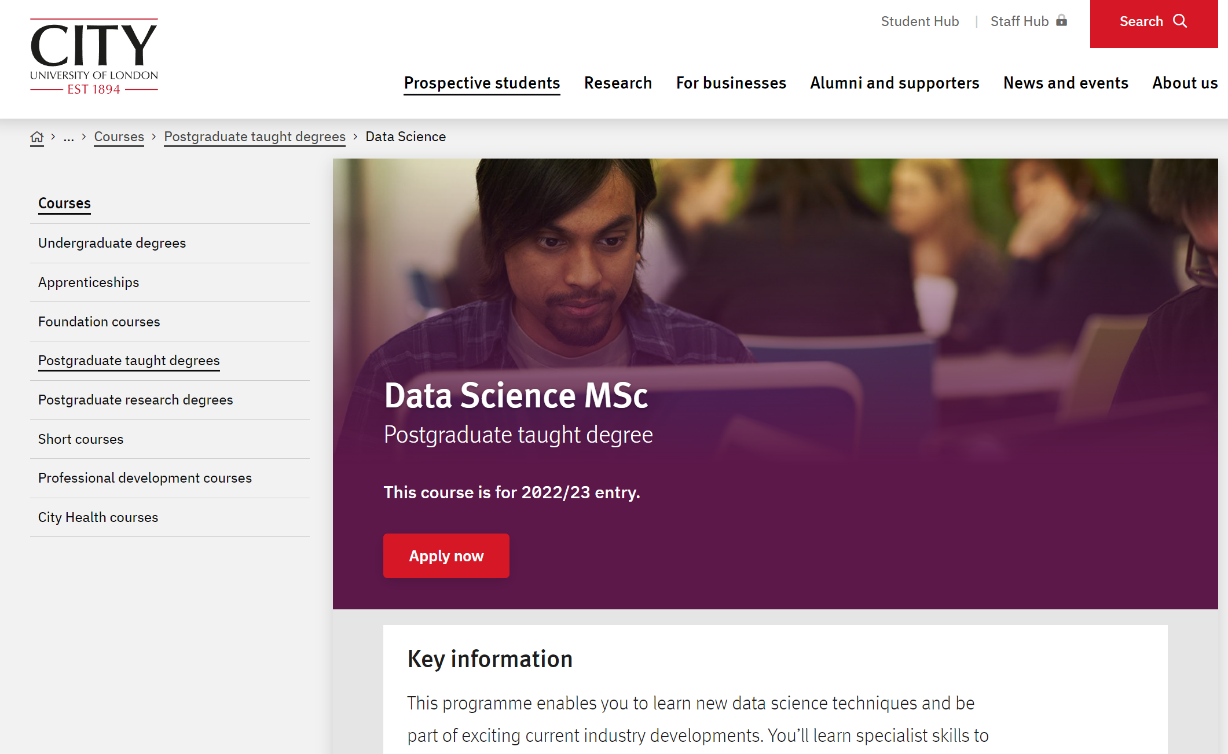 CITY
UNIVERSITY OF LONDON
EST 1894
Student Hub | Staff Hub
Search
Prospective students Research For businesses Alumni and supporters News and events About us
... > Courses > Postgraduate taught degrees > Data Science
Courses
Undergraduate degrees
Apprenticeships
Foundation courses
Postgraduate taught degrees
Postgraduate research degrees
Short courses
Professional development courses
City Health courses
Data Science MSc
Postgraduate taught degree
This course is for 2022/23 entry.
Apply now
Key information
This programme enables you to learn new data science techniques and be
part of exciting current industry developments. You’ll learn specialist skills to